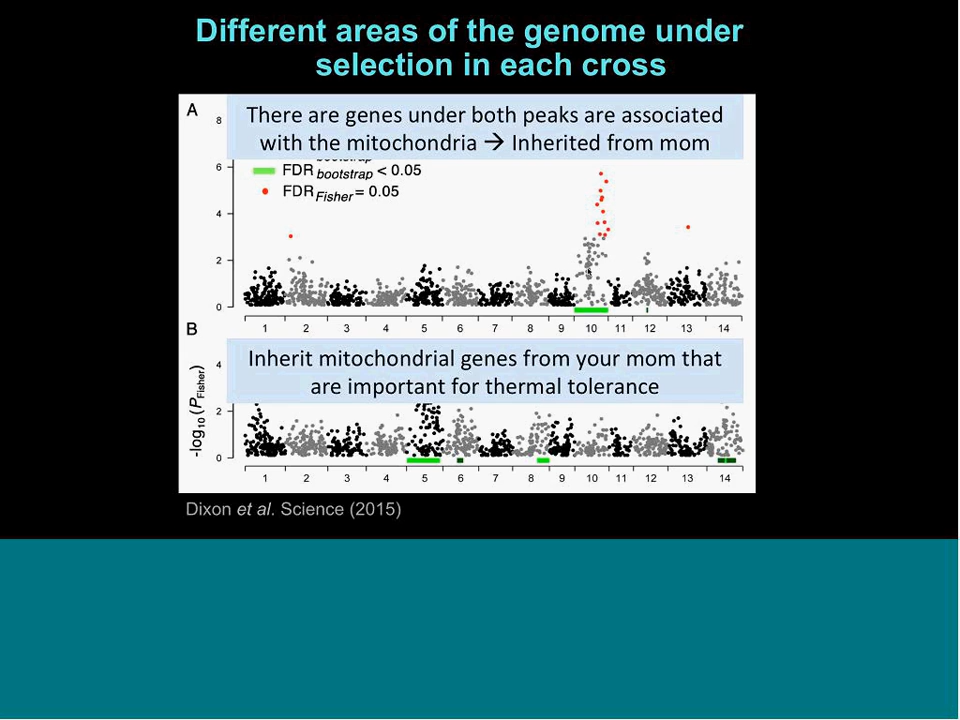 Different areas of the genome under
selection in each cross
A
There are genes under both peaks are associated
with the mitochondria → Inherited from mom
8
6
4
2
0
bootstrap
FDR bootstrap < 0.05
FDR Fisher = 0.05
1 2 3 4 5 6 7 8 9 10 11 12 13 14
B
Inherit mitochondrial genes from your mom that
are important for thermal tolerance
-log10 (PFisher)
4
2
0
1 2 3 4 5 6 7 8 9 10 11 12 13 14
Dixon et al. Science (2015)